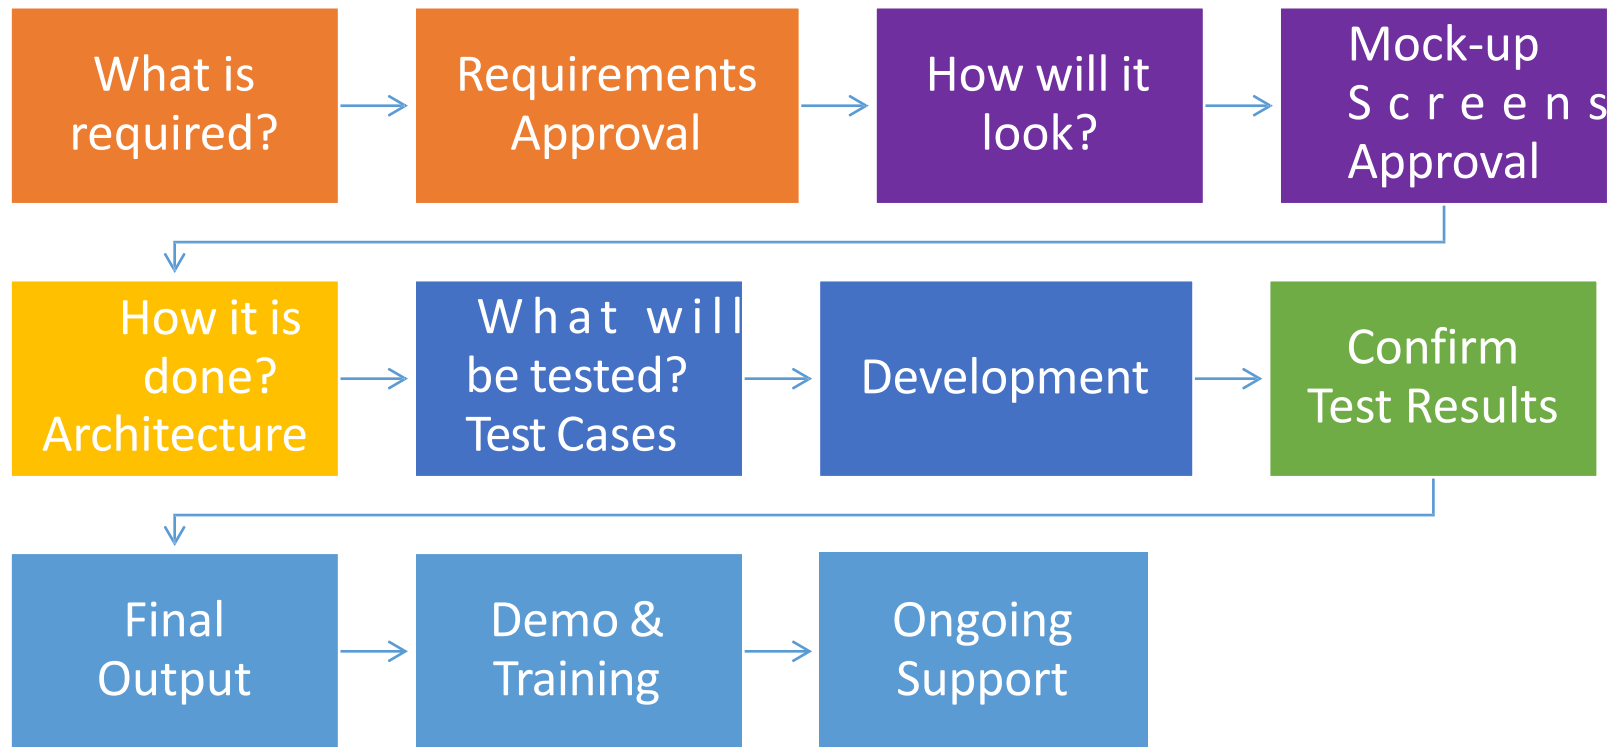 What is
required?
Requirements
Approval
How will it
look?
Mock-up
Screens
Approval
How it is
done?
Architecture
What will
be tested?
Test Cases
Development
Confirm
Test Results
Final
Output
Demo &
Training
Ongoing
Support